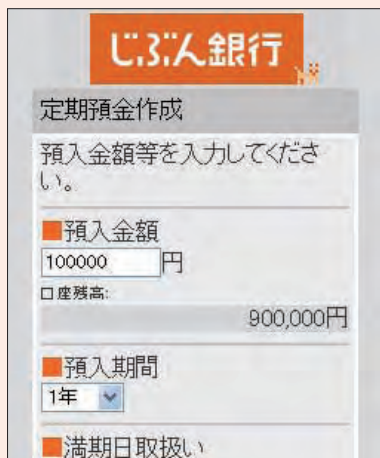 じぶん銀行
定期預金作成
預入金額等を入力してくださ
い。
■預入金額
100000 円
口座残高:
900,000円
■預入期間
1年
■満期日取扱い